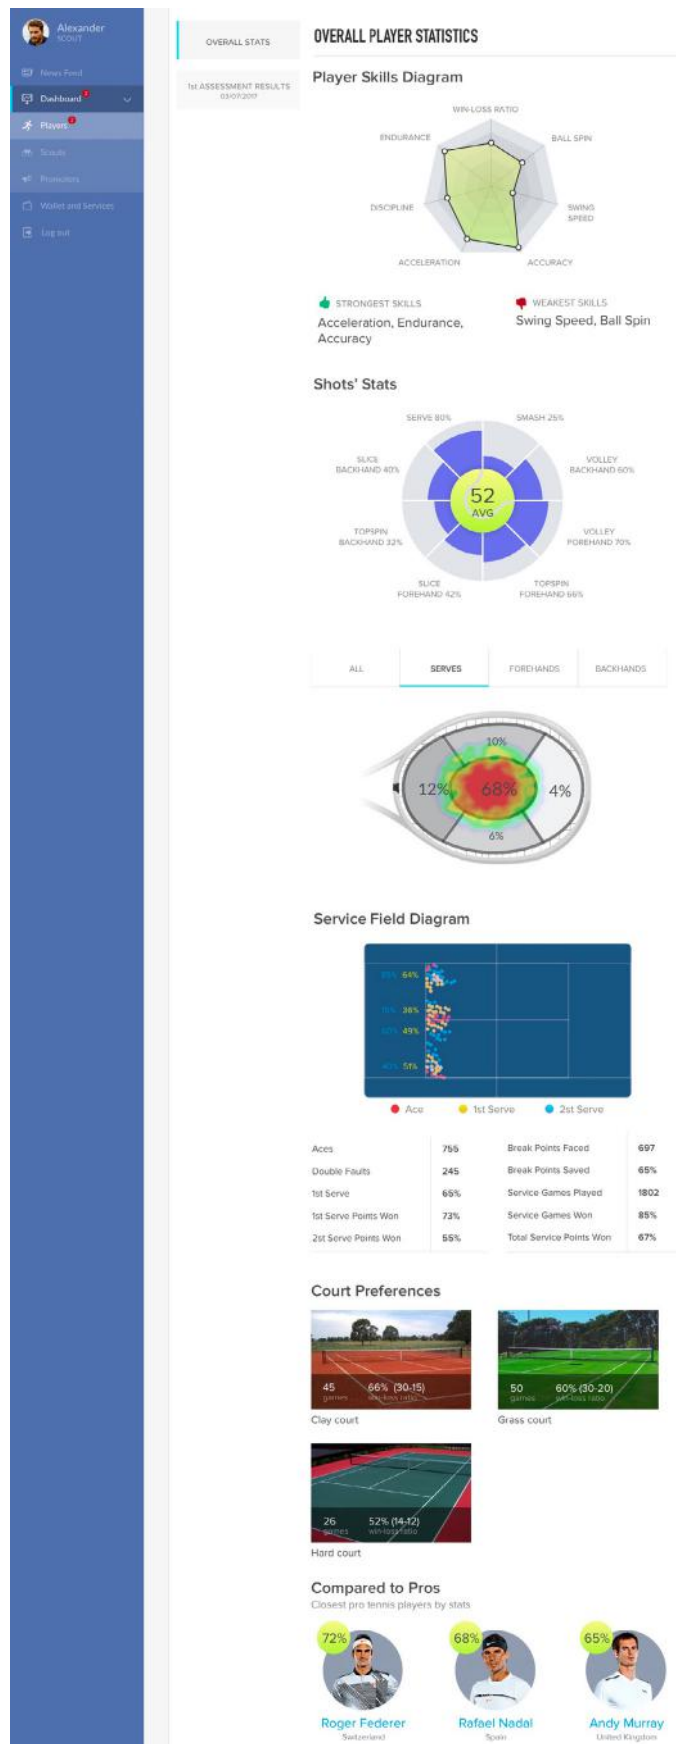 Alexander
SCOUT
News Feed
Dashboard
Players
Scouts
Promoters
Wallet and Services
Log out
OVERALL STATS
1st ASSESSMENT RESULTS
03/07/2017
OVERALL PLAYER STATISTICS
Player Skills Diagram
WIN-LOSS RATIO
ENDURANCE
BALL SPIN
DISCIPLINE
SWING
SPEED
ACCELERATION
ACCURACY
STRONGEST SKILLS
Acceleration, Endurance,
Accuracy
WEAKEST SKILLS
Swing Speed, Ball Spin
Shots' Stats
SERVE 80%
SMASH 25%
SLICE
BACKHAND 40%
VOLLEY
BACKHAND 60%
52
AVG
TOPSPIN
BACKHAND 32%
VOLLEY
FOREHAND 70%
SLICE
FOREHAND 42%
TOPSPIN
FOREHAND 66%
ALL
SERVES
FOREHANDS
BACKHANDS
10%
12%
68%
4%
6%
Service Field Diagram
64%
36%
49%
51%
Ace
1st Serve
2st Serve
Aces 755
Double Faults 245
1st Serve 65%
1st Serve Points Won 73%
2st Serve Points Won 55%
Break Points Faced 697
Break Points Saved 65%
Service Games Played 1802
Service Games Won 85%
Total Service Points Won 67%
Court Preferences
45 66% (30-15)
games win-loss ratio
Clay court
50 60% (30-20)
games win-loss ratio
Grass court
26 52% (14-12)
games win-loss ratio
Hard court
Compared to Pros
Closest pro tennis players by stats
72%
68%
65%
Roger Federer
Switzerland
Rafael Nadal
Spain
Andy Murray
United Kingdom